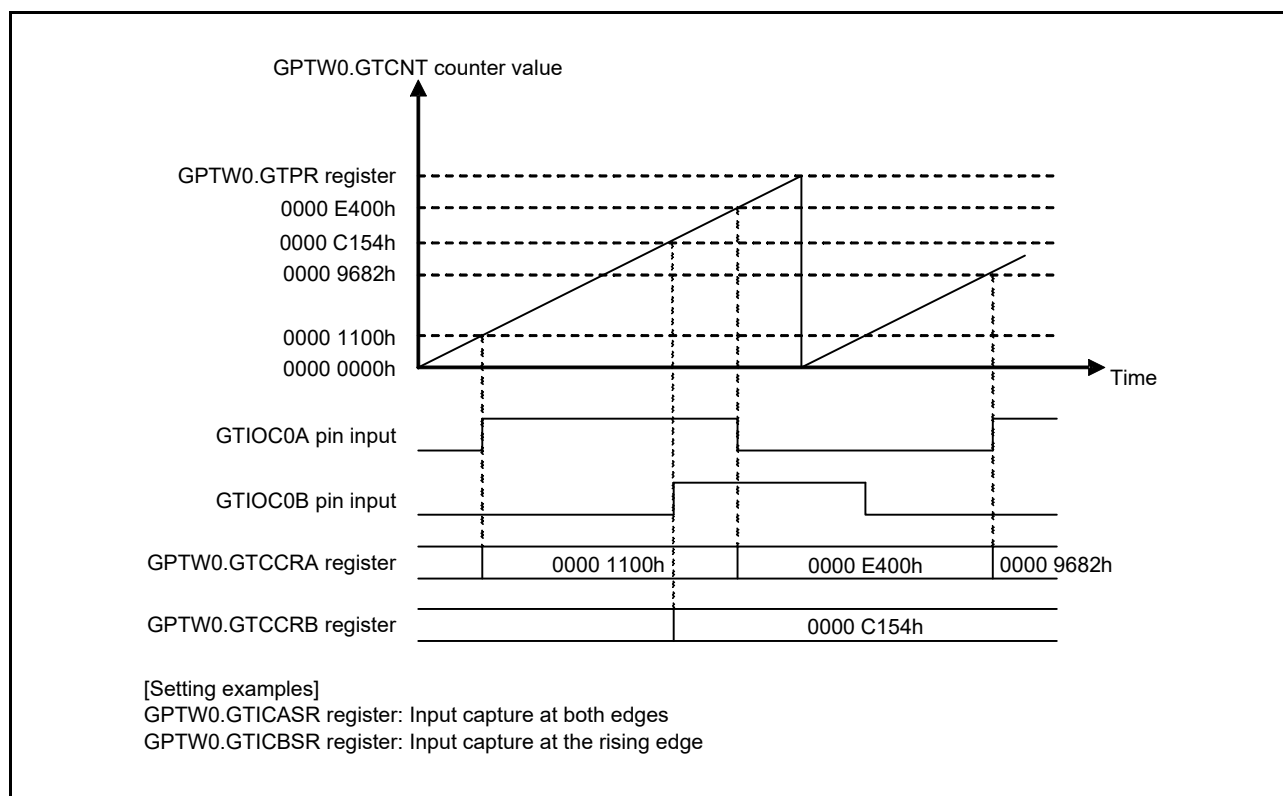 GPTW0.GTCNT counter value
GPTW0.GTPR register
0000 E400h
0000 C154h
0000 9682h
0000 1100h
0000 0000h
Time
GTIOC0A pin input
GTIOC0B pin input
GPTW0.GTCCRA register 0000 1100h 0000 E400h 0000 9682h
GPTW0.GTCCRB register 0000 C154h
[Setting examples]
GPTW0.GTICASR register: Input capture at both edges
GPTW0.GTICBSR register: Input capture at the rising edge